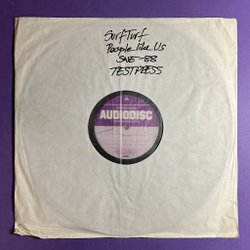 Surf Turf
People Like Us
SNE-88
TESTPRESS
AUDIODISC